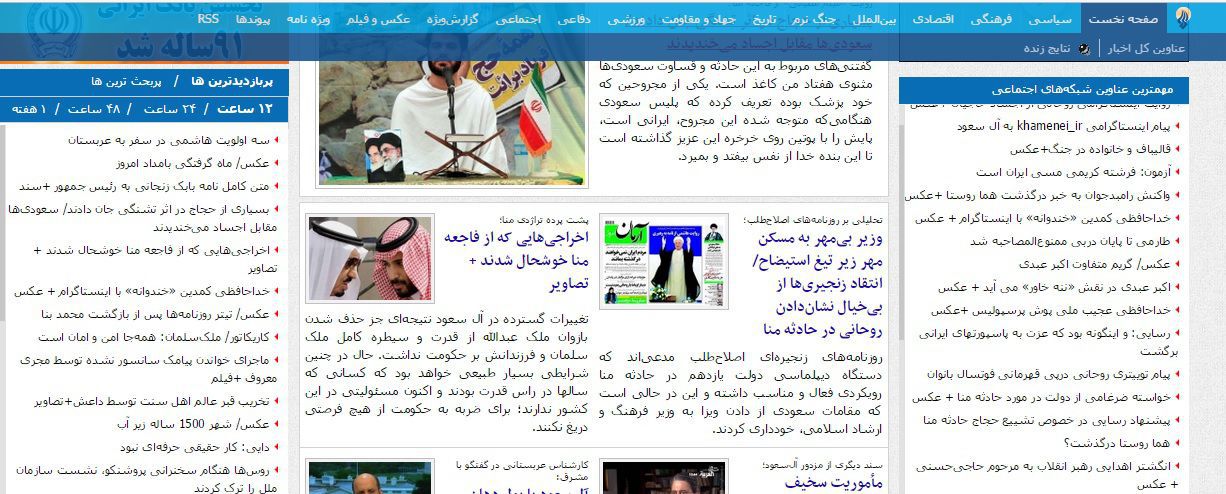 صفحه نخست سیاسی فرهنگی اقتصادی بین‌الملل جنگ نرم تاریخ جهاد و مقاومت ورزشی دفاعی اجتماعی گزارش‌ویژه عکس و فیلم ویژه نامه پیوندها RSS
عناوین کل اخبار نتایج زنده
مهمترین عناوین شبکه‌های اجتماعی
پیام اینستاگرامی khamenei_ir به آل سعود
قالیباف و خانواده در جنگ+عکس
آزمون: فرشته کریمی مسی ایران است
واکنش رامبدجوان به خبر درگذشت هما روستا +عکس
خداحافظی کمدین «خندوانه» با اینستاگرام + عکس
طارمی تا پایان دربی ممنوع‌المصاحبه شد
عکس/ گریم متفاوت اکبر عبدی
اکبر عبدی در نقش «ننه خاور» می آید + عکس
خداحافظی عجیب ملی پوش پرسپولیس +عکس
رسایی: و اینگونه بود که عزت به پاسپورتهای ایرانی
برگشت
پیام توییتری روحانی درپی قهرمانی فوتسال بانوان
خواسته ضرغامی از دولت در مورد حادثه منا + عکس
پیشنهاد رسایی در خصوص تشییع حجاج حادثه منا
هما روستا درگذشت؟
انگشتر اهدایی رهبر انقلاب به مرحوم حاجی‌حسنی
+ عکس
سعودی‌ها مقابل اجساد می‌خندیدند
گفتنی‌های مربوط به این حادثه و قساوت سعودی‌ها
مثنوی هفتاد من کاغذ است. یکی از مجروحین که
خود پزشک بوده تعریف کرده که پلیس سعودی
هنگامی‌که متوجه شده این مجروح، ایرانی است،
پایش را با پوتین روی خرخره این عزیز گذاشته است
تا این بنده خدا از نفس بیفتد و بمیرد.
تحلیلی بر روزنامه‌های اصلاح‌طلب؛
وزیر بی‌مهر به مسکن
مهر زیر تیغ استیضاح/
انتقاد زنجیری‌ها از
بی‌خیال نشان‌دادن
روحانی در حادثه منا
روزنامه‌های زنجیره‌ای اصلاح‌طلب مدعی‌اند که
دستگاه دیپلماسی دولت یازدهم در حادثه منا
رویکردی فعال و مناسب داشته و این در حالی است
که مقامات سعودی از دادن ویزا به وزیر فرهنگ و
ارشاد اسلامی، خودداری کردند.
آرمان
پشت پرده تراژدی منا؛
اخراجی‌هایی که از فاجعه
منا خوشحال شدند +
تصاویر
تغییرات گسترده در آل سعود نتیجه‌ای جز حذف شدن
بازوان ملک عبدالله از قدرت و سیطره کامل ملک
سلمان و فرزندانش بر حکومت نداشت. حال در چنین
شرایطی بسیار طبیعی خواهد بود که کسانی که
سالها در راس قدرت بودند و اکنون مسئولیتی در این
کشور ندارند؛ برای ضربه به حکومت از هیچ فرصتی
دریغ نکنند.
سند دیگری از مزدور آل‌سعود؛
مأموریت سخیف
کارشناس عربستانی در گفتگو با
مشرق:
نخستین بانک ایرانی
۹۱ ساله شد
پربازدیدترین ها / پربحث ترین ها
۱۲ ساعت / ۲۴ ساعت / ۴۸ ساعت / ۱ هفته
سه اولویت هاشمی در سفر به عربستان
عکس/ ماه گرفتگی بامداد امروز
متن کامل نامه بابک زنجانی به رئیس جمهور +سند
بسیاری از حجاج در اثر تشنگی جان دادند/ سعودی‌ها
مقابل اجساد می‌خندیدند
اخراجی‌هایی که از فاجعه منا خوشحال شدند +
تصاویر
خداحافظی کمدین «خندوانه» با اینستاگرام + عکس
عکس/ تیتر روزنامه‌ها پس از بازگشت محمد بنا
کاریکاتور/ ملک‌سلمان: همه‌جا امن و امان است
ماجرای خواندن پیامک سانسور نشده توسط مجری
معروف +فیلم
تخریب قبر عالم اهل سنت توسط داعش+تصاویر
عکس/ شهر 1500 ساله زیر آب
دایی: کار حقیقی حرفه‌ای نبود
روس‌ها هنگام سخنرانی پروشنکو، نشست سازمان
ملل را ترک کردند